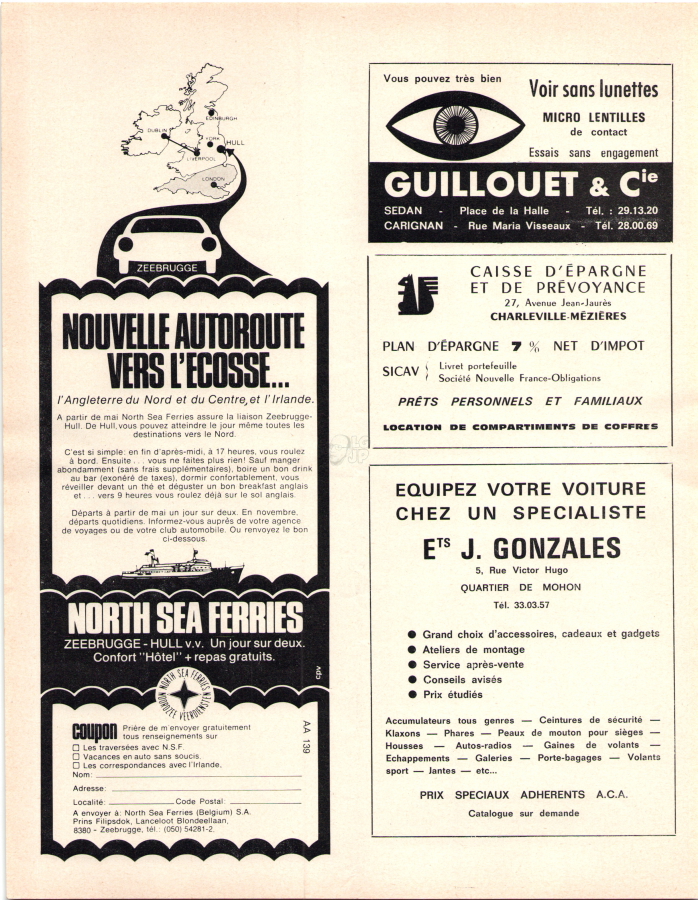 EDINBURGH
DUBLIN
YORK
HULL
LIVERPOOL
LONDON
ZEEBRUGGE
NOUVELLE AUTOROUTE
VERS L'ECOSSE...
l'Angleterre du Nord et du Centre, et l'Irlande.
A partir de mai North Sea Ferries assure la liaison Zeebrugge-
Hull. De Hull, vous pouvez atteindre le jour même toutes les
destinations vers le Nord.
C'est si simple: en fin d'après-midi, à 17 heures, vous roulez
à bord. Ensuite . . . vous ne faites plus rien! Sauf manger
abondamment (sans frais supplémentaires), boire un bon drink
au bar (exonéré de taxes), dormir confortablement, vous
réveiller devant un thé et déguster un bon breakfast anglais
et . . . vers 9 heures vous roulez déjà sur le sol anglais.
Départs à partir de mai un jour sur deux. En novembre,
départs quotidiens. Informez-vous auprès de votre agence
de voyages ou de votre club automobile. Ou renvoyez le bon
ci-dessous.
NORTH SEA FERRIES
ZEEBRUGGE - HULL v.v. Un jour sur deux.
Confort "Hôtel" + repas gratuits.
cpv
NORTH SEA FERRIES
NOORDZEE VEERDIENSTEN
coupon Prière de m'envoyer gratuitement
tous renseignements sur
Les traversées avec N.S.F.
Vacances en auto sans soucis.
Les correspondances avec l'Irlande.
Nom:
Adresse:
Localité: Code Postal:
A envoyer à: North Sea Ferries (Belgium) S.A.
Prins Filipsdok, Lanceloot Blondeellaan,
8380 - Zeebrugge, tél.: (050) 54281-2.
AA 139
Vous pouvez très bien
Voir sans lunettes
MICRO LENTILLES
de contact
Essais sans engagement
GUILLOUET & Cie
SEDAN - Place de la Halle - Tél. : 29.13.20
CARIGNAN - Rue Maria Visseaux - Tél. 28.00.69
CAISSE D'ÉPARGNE
ET DE PRÉVOYANCE
27, Avenue Jean-Jaurès
CHARLEVILLE-MÉZIÈRES
PLAN D'ÉPARGNE 7 % NET D'IMPOT
SICAV { Livret portefeuille
Société Nouvelle France-Obligations
PRÊTS PERSONNELS ET FAMILIAUX
LOCATION DE COMPARTIMENTS DE COFFRES
EQUIPEZ VOTRE VOITURE
CHEZ UN SPECIALISTE
ETS J. GONZALES
5, Rue Victor Hugo
QUARTIER DE MOHON
Tél. 33.03.57
● Grand choix d'accessoires, cadeaux et gadgets
● Ateliers de montage
● Service après-vente
● Conseils avisés
● Prix étudiés
Accumulateurs tous genres — Ceintures de sécurité —
Klaxons — Phares — Peaux de mouton pour sièges —
Housses — Autos-radios — Gaines de volants —
Echappements — Galeries — Porte-bagages — Volants
sport — Jantes — etc...
PRIX SPECIAUX ADHERENTS A.C.A.
Catalogue sur demande